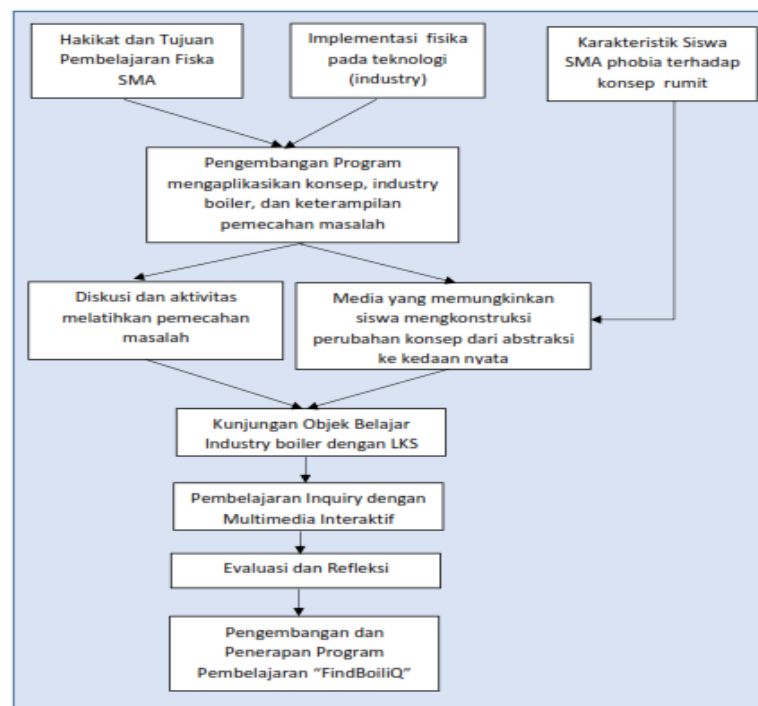 Hakikat dan Tujuan
Pembelajaran Fiska
SMA
Implementasi fisika
pada teknologi
(industry)
Karakteristik Siswa
SMA phobia terhadap
konsep rumit
Pengembangan Program
mengaplikasikan konsep, industry
boiler, dan keterampilan
pemecahan masalah
Diskusi dan aktivitas
melatihkan pemecahan
masalah
Media yang memungkinkan
siswa mengkonstruksi
perubahan konsep dari abstraksi
ke kedaan nyata
Kunjungan Objek Belajar
Industry boiler dengan LKS
Pembelajaran Inquiry dengan
Multimedia Interaktif
Evaluasi dan Refleksi
Pengembangan dan
Penerapan Program
Pembelajaran “FindBoiliQ”